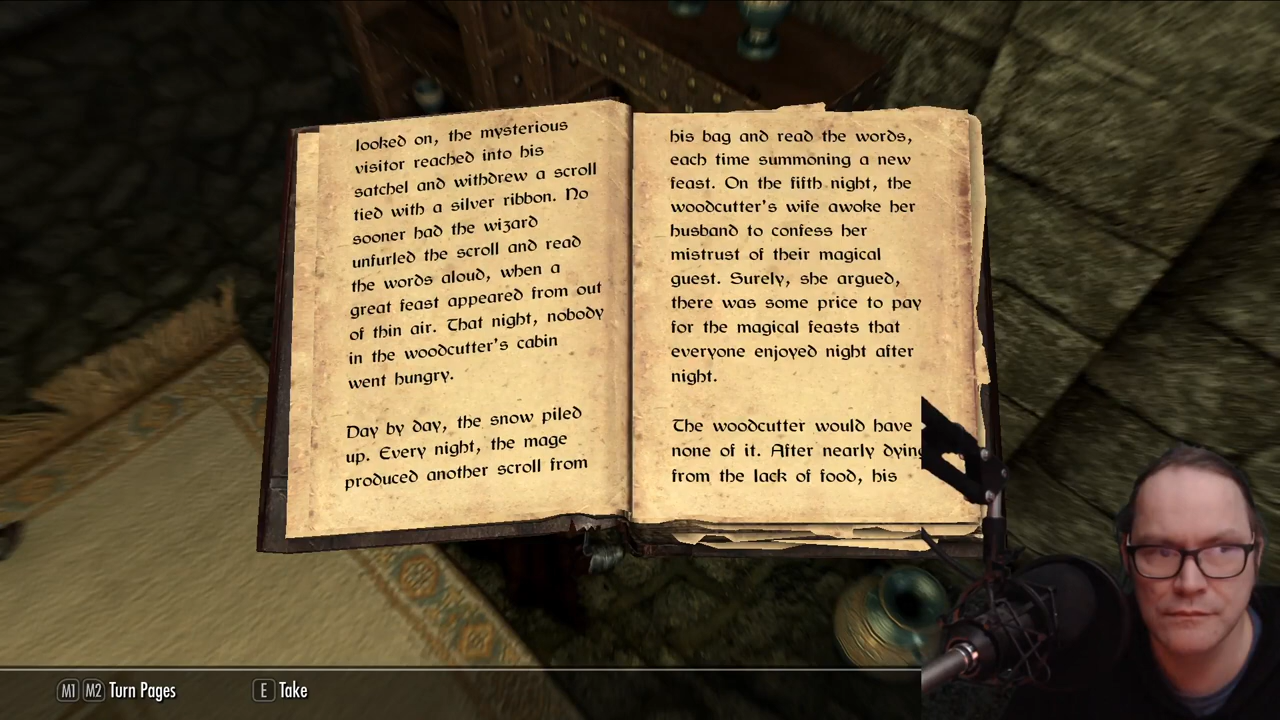 looked on, the mysterious
visitor reached into his
satchel and withdrew a scroll
tied with a silver ribbon. No
sooner had the wizard
unfurled the scroll and read
the words aloud, when a
great feast appeared from out
of thin air. That night, nobody
in the woodcutter's cabin
went hungry.
Day by day, the snow piled
up. Every night, the mage
produced another scroll from
his bag and read the words,
each time summoning a new
feast. On the fifth night, the
woodcutter's wife awoke her
husband to confess her
mistrust of their magical
guest. Surely, she argued,
there was some price to pay
for the magical feasts that
everyone enjoyed night after
night.
The woodcutter would have
none of it. After nearly dying
from the lack of food, his
M1 M2 Turn Pages
E Take